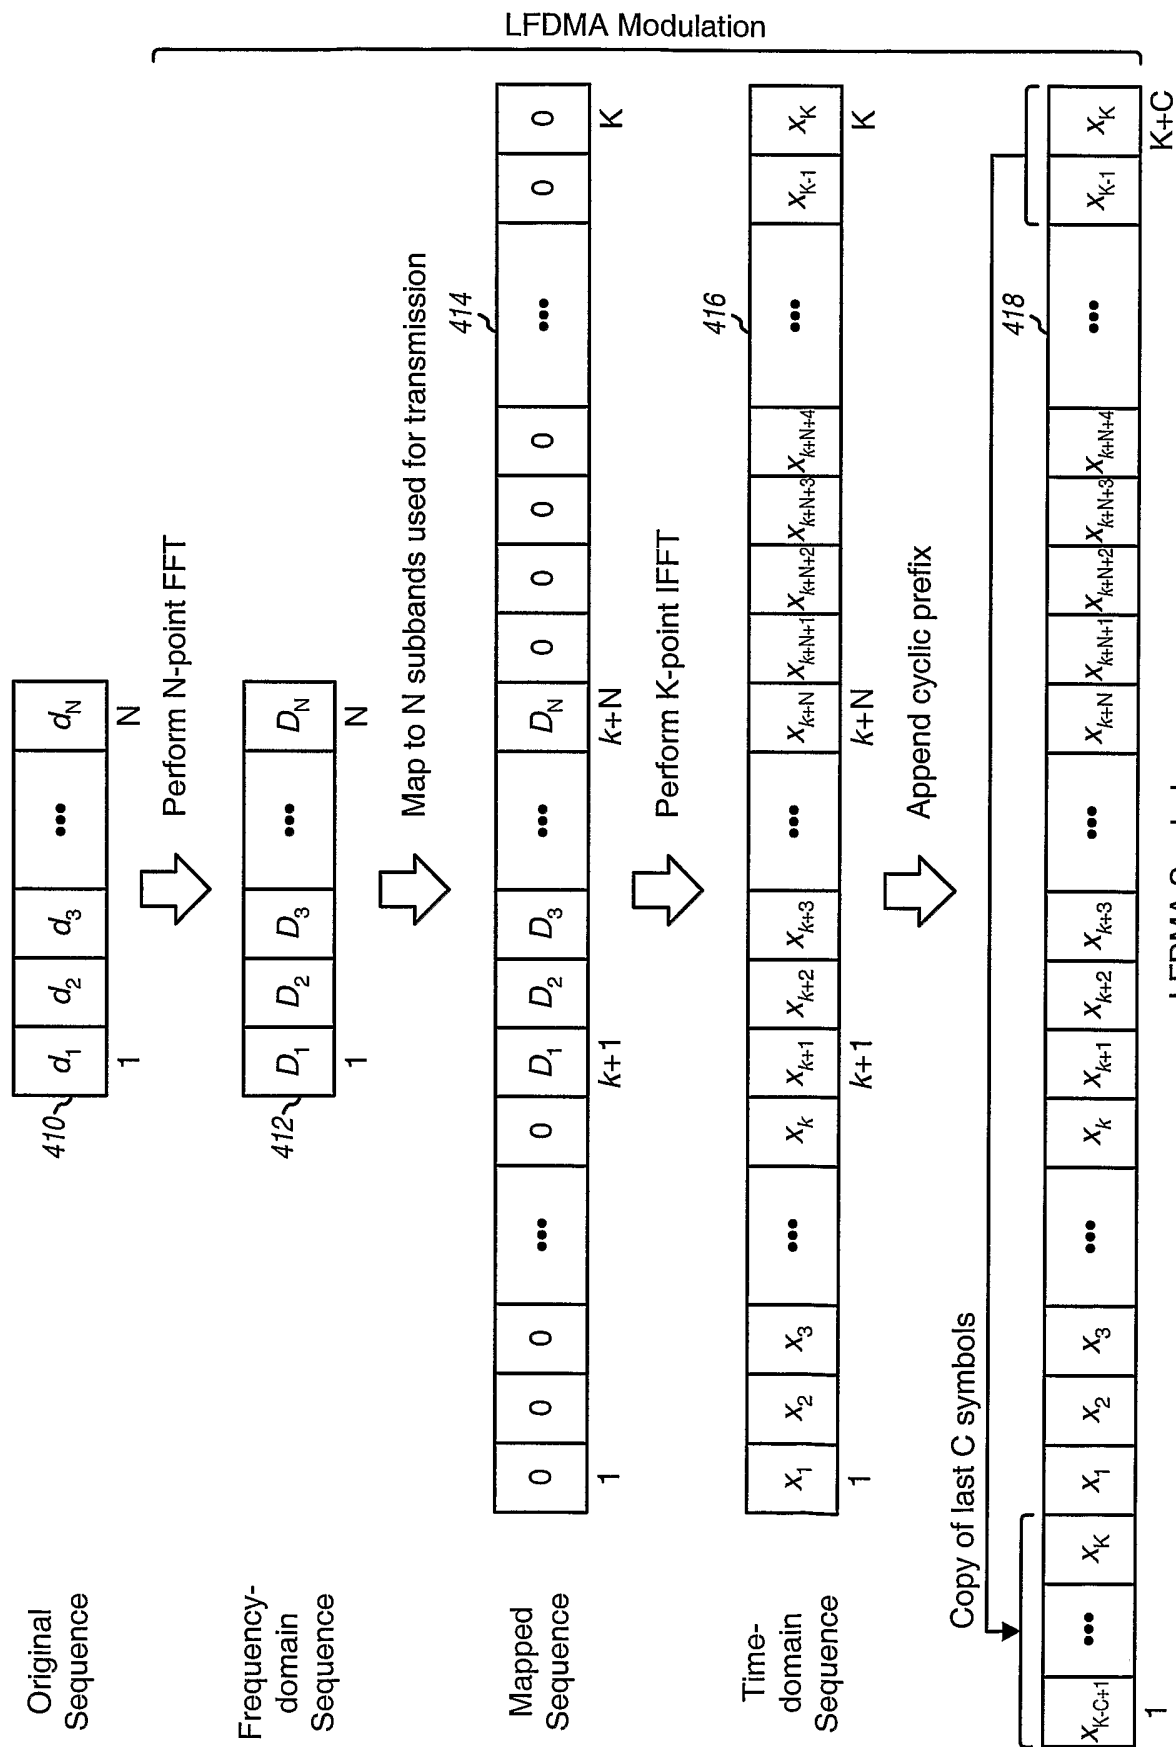 LFDMA Modulation
Original
Sequence
410
d1 d2 d3 ••• dN
1 N
Perform N-point FFT
Frequency-
domain
Sequence
412
D1 D2 D3 ••• DN
1 N
Map to N subbands used for transmission
Mapped
Sequence
414
0 0 0 ••• 0 D1 D2 D3 ••• DN 0 0 0 0 ••• 0 0
1 k+1 k+N K
Perform K-point IFFT
Time-
domain
Sequence
416
x1 x2 x3 ••• xk xk+1 xk+2 xk+3 ••• xk+N xk+N+1 xk+N+2 xk+N+3 xk+N+4 ••• xK-1 xK
1 k+1 k+N K
Append cyclic prefix
Copy of last C symbols
418
xK-C+1 ••• xK x1 x2 x3 ••• xk xk+1 xk+2 xk+3 ••• xk+N xk+N+1 xk+N+2 xk+N+3 xk+N+4 ••• xK-1 xK
1 K+C